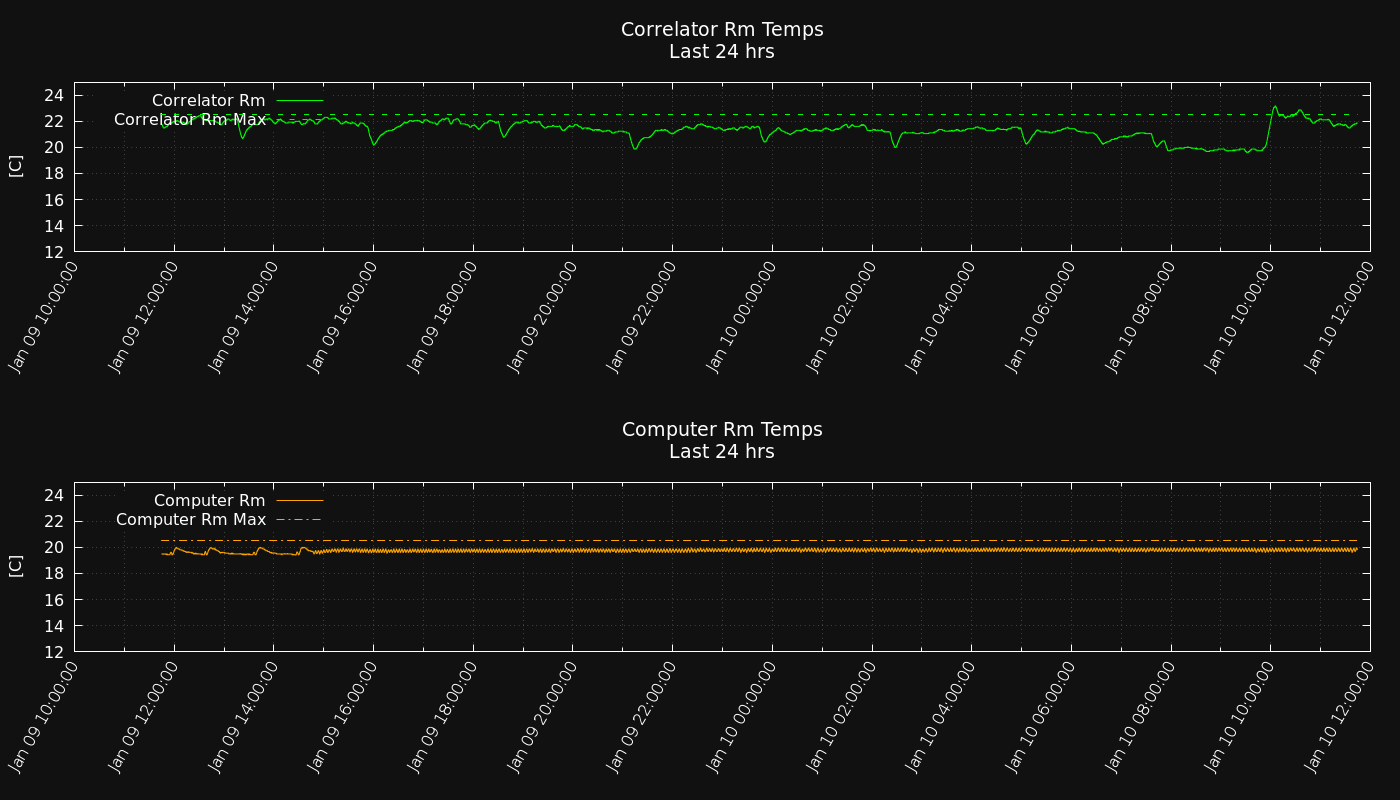 Correlator Rm Temps
Last 24 hrs
[C]
24
22
20
18
16
14
12
Correlator Rm
Correlator Rm Max
Jan 09 10:00:00
Jan 09 12:00:00
Jan 09 14:00:00
Jan 09 16:00:00
Jan 09 18:00:00
Jan 09 20:00:00
Jan 09 22:00:00
Jan 10 00:00:00
Jan 10 02:00:00
Jan 10 04:00:00
Jan 10 06:00:00
Jan 10 08:00:00
Jan 10 10:00:00
Jan 10 12:00:00
Computer Rm Temps
Last 24 hrs
[C]
24
22
20
18
16
14
12
Computer Rm
Computer Rm Max
Jan 09 10:00:00
Jan 09 12:00:00
Jan 09 14:00:00
Jan 09 16:00:00
Jan 09 18:00:00
Jan 09 20:00:00
Jan 09 22:00:00
Jan 10 00:00:00
Jan 10 02:00:00
Jan 10 04:00:00
Jan 10 06:00:00
Jan 10 08:00:00
Jan 10 10:00:00
Jan 10 12:00:00